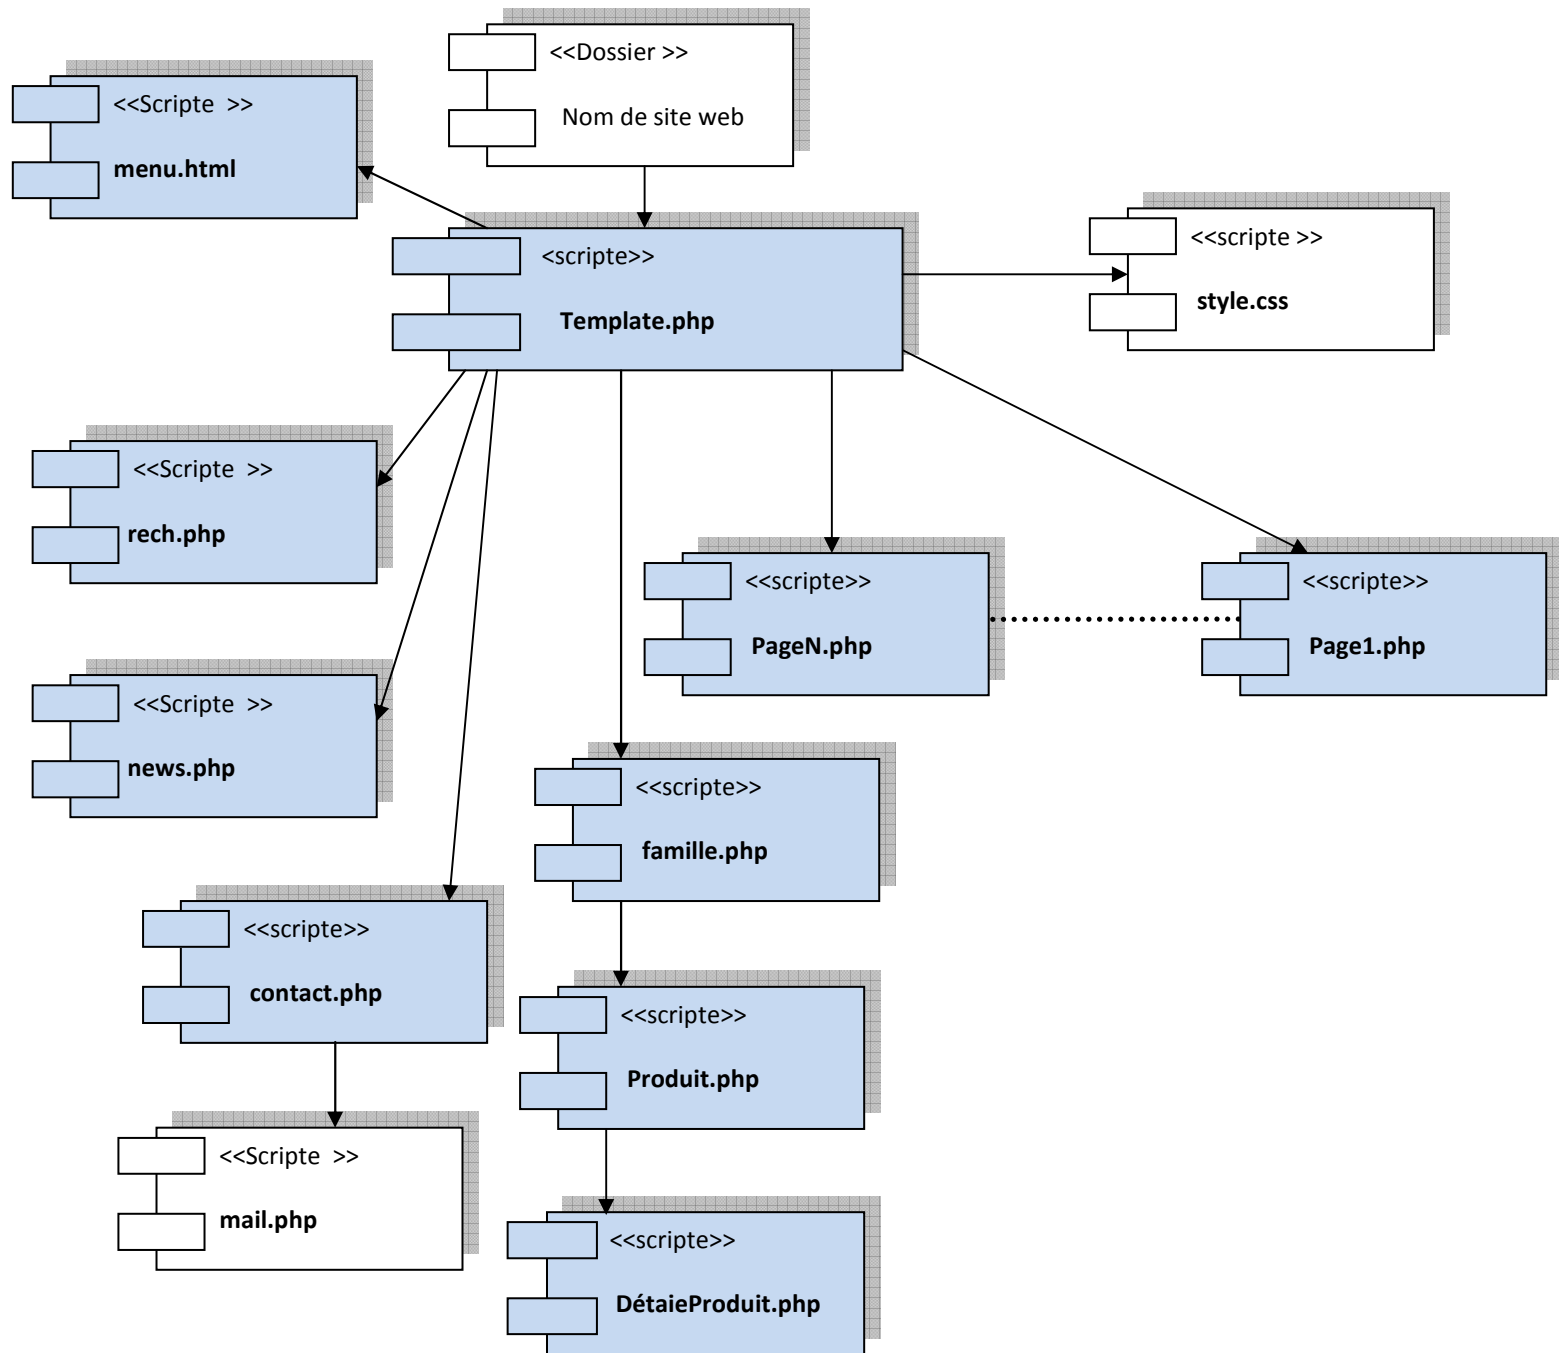 <<Dossier >>
Nom de site web
<<Scripte  >>
menu.html
<scripte>>
Template.php
<<scripte >>
style.css
<<Scripte  >>
rech.php
<<scripte>>
PageN.php
<<scripte>>
Page1.php
<<Scripte  >>
news.php
<<scripte>>
famille.php
<<scripte>>
contact.php
<<scripte>>
Produit.php
<<Scripte  >>
mail.php
<<scripte>>
DétaieProduit.php